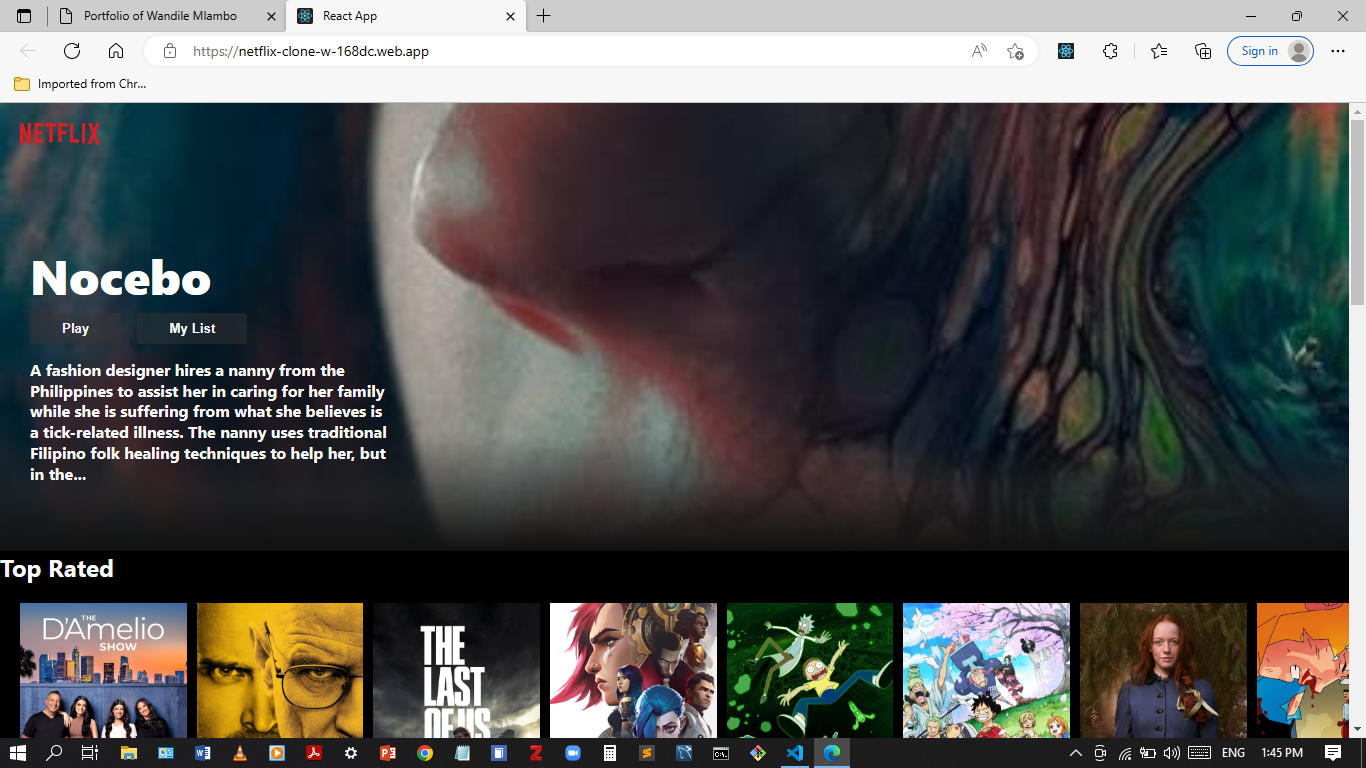 Portfolio of Wandile Mlambo
React App
https://netflix-clone-w-168dc.web.app
Sign in
Imported from Chr...
NETFLIX
Nocebo
Play
My List
A fashion designer hires a nanny from the
Philippines to assist her in caring for her family
while she is suffering from what she believes is
a tick-related illness. The nanny uses traditional
Filipino folk healing techniques to help her, but
in the...
Top Rated
THE
D'Amelio
SHOW
THE
LAST
OF US
ENG
1:45 PM